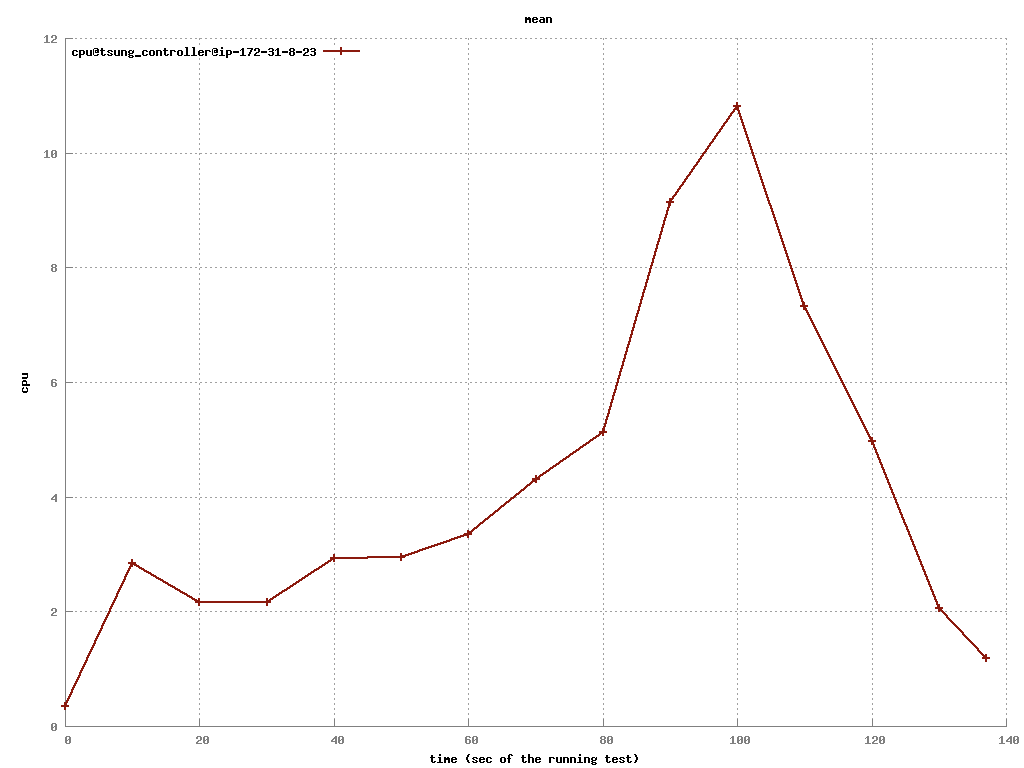 mean
cpu@tsung_controller@ip-172-31-8-23
12
10
8
6
4
2
0
cpu
0 20 40 60 80 100 120 140
time (sec of the running test)